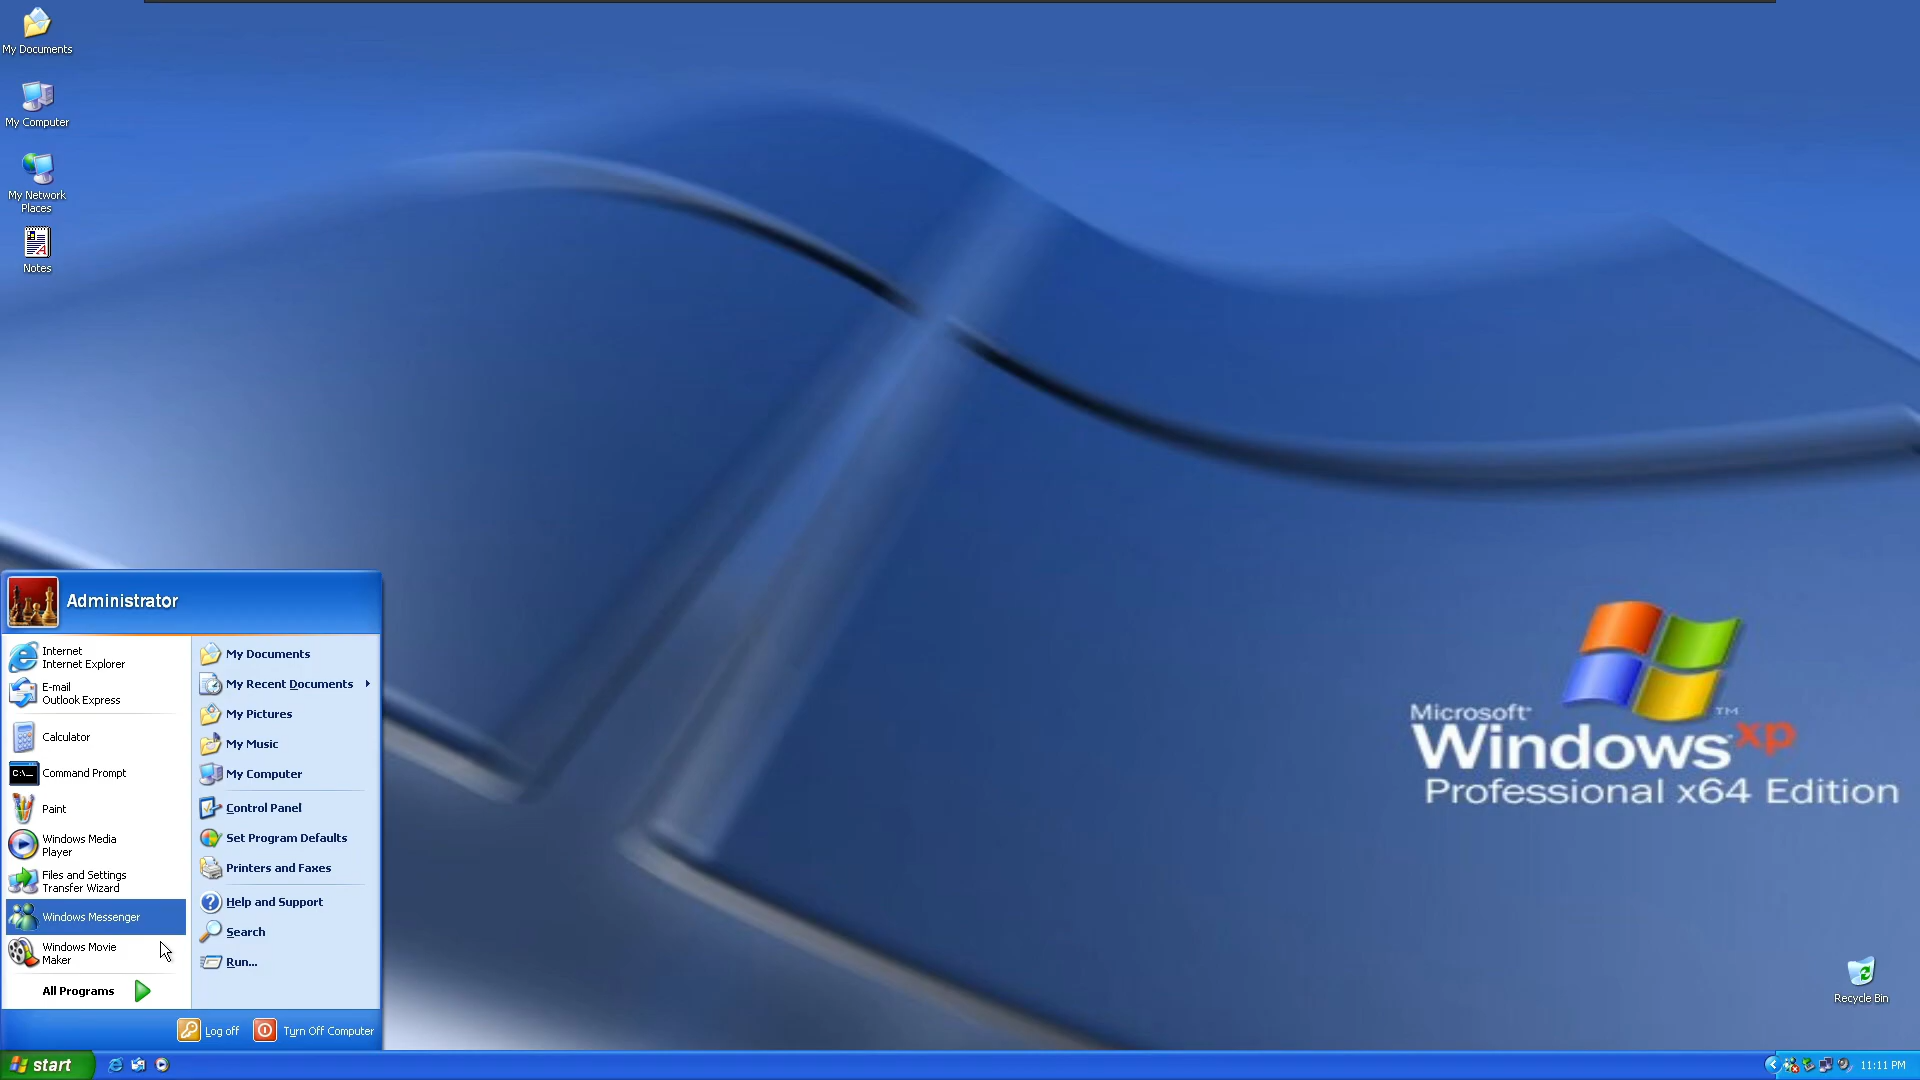 My Documents
My Computer
My Network
Places
Notes
Administrator
Internet
Internet Explorer
E-mail
Outlook Express
Calculator
C:\_
Command Prompt
Paint
Windows Media
Player
Files and Settings
Transfer Wizard
Windows Messenger
Windows Movie
Maker
All Programs
My Documents
My Recent Documents
My Pictures
My Music
My Computer
Control Panel
Set Program Defaults
Printers and Faxes
Help and Support
Search
Run...
Log off
Turn Off Computer
Microsoft®
Windows xp™
Professional x64 Edition
Recycle Bin
start
11:11 PM